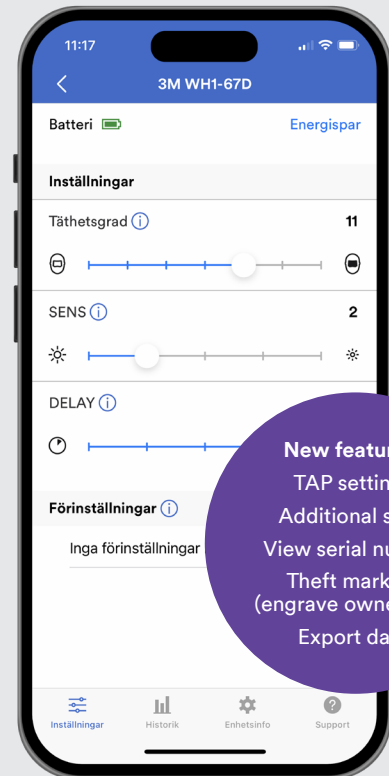 11:17
3M WH1-67D
Batteri
Energispar
Inställningar
Täthetsgrad
11
SENS
2
DELAY
Förinställningar
Inga förinställningar
New featur
TAP settin
Additional s
View serial nu
Theft mark
(engrave owne
Export da
Inställningar
Historik
Enhetsinfo
Support